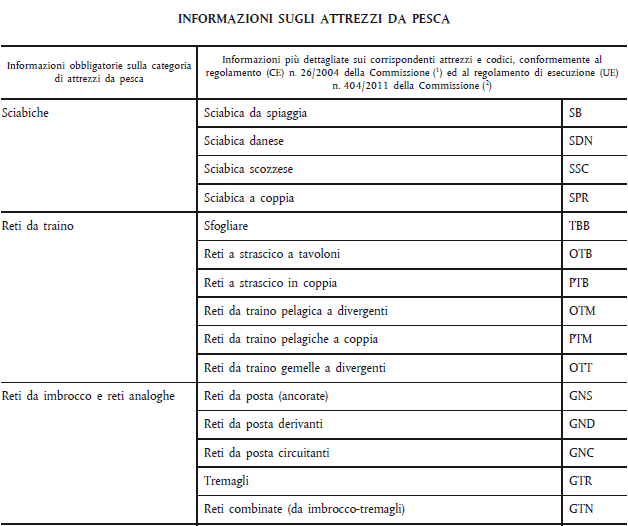 INFORMAZIONI SUGLI ATTREZZI DA PESCA
Informazioni obbligatorie sulla categoria
di attrezzi da pesca
Informazioni più dettagliate sui corrispondenti attrezzi e codici, conformemente al
regolamento (CE) n. 26/2004 della Commissione (¹) ed al regolamento di esecuzione (UE)
n. 404/2011 della Commissione (²)
Sciabiche
Sciabica da spiaggia SB
Sciabica danese SDN
Sciabica scozzese SSC
Sciabica a coppia SPR
Reti da traino
Sfogliare TBB
Reti a strascico a tavoloni OTB
Reti a strascico in coppia PTB
Reti da traino pelagica a divergenti OTM
Reti da traino pelagiche a coppia PTM
Reti da traino gemelle a divergenti OTT
Reti da imbrocco e reti analoghe
Reti da posta (ancorate) GNS
Reti da posta derivanti GND
Reti da posta circuitanti GNC
Tremagli GTR
Reti combinate (da imbrocco-tremagli) GTN